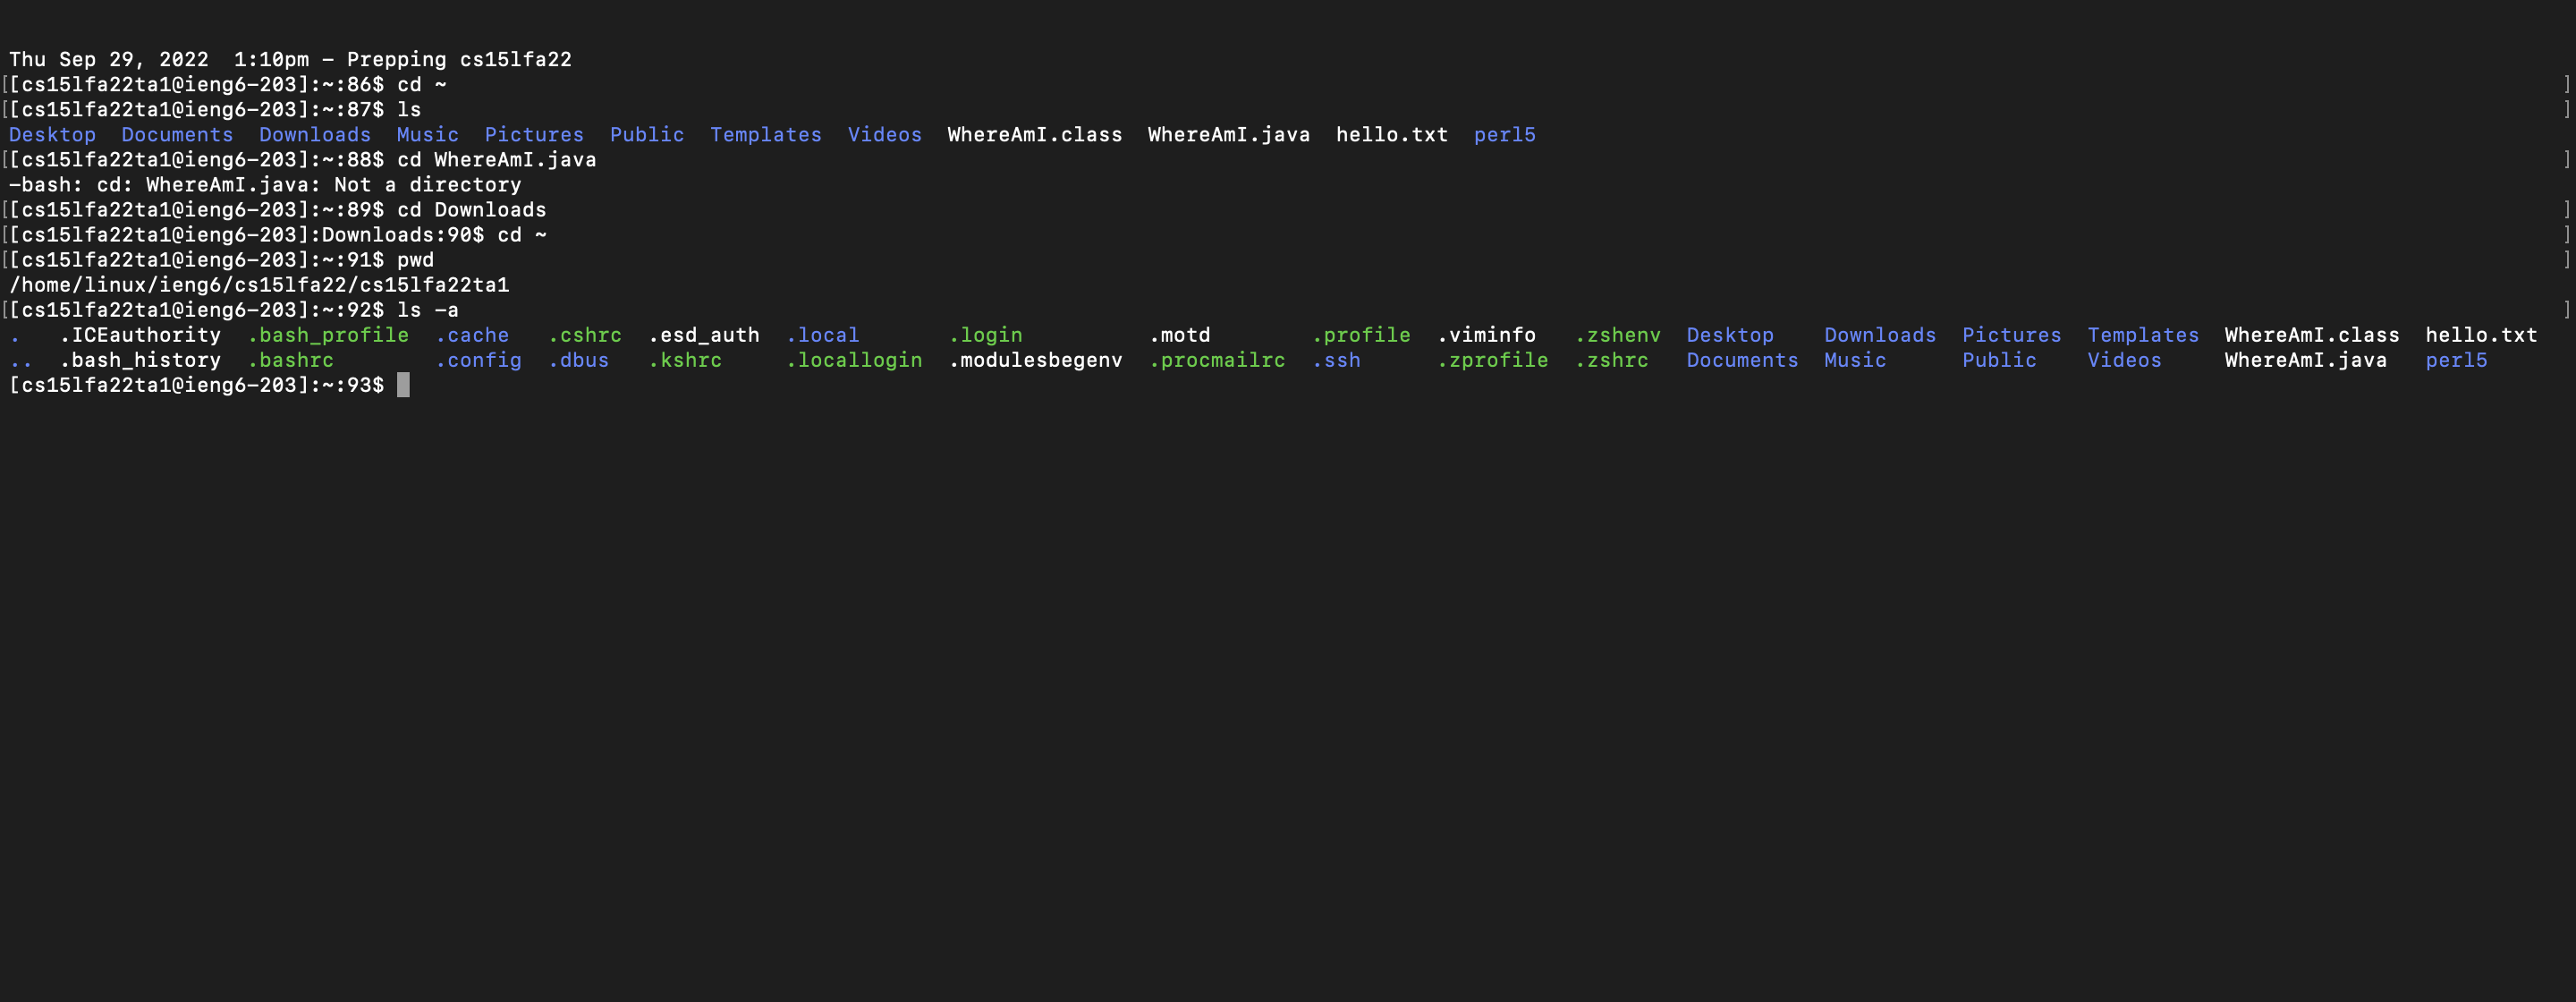 Thu Sep 29, 2022  1:10pm - Prepping cs15lfa22
[[cs15lfa22ta1@ieng6-203]:~:86$ cd ~ ]
[[cs15lfa22ta1@ieng6-203]:~:87$ ls ]
Desktop  Documents  Downloads  Music  Pictures  Public  Templates  Videos  WhereAmI.class  WhereAmI.java  hello.txt  perl5
[[cs15lfa22ta1@ieng6-203]:~:88$ cd WhereAmI.java ]
-bash: cd: WhereAmI.java: Not a directory
[[cs15lfa22ta1@ieng6-203]:~:89$ cd Downloads ]
[[cs15lfa22ta1@ieng6-203]:Downloads:90$ cd ~ ]
[[cs15lfa22ta1@ieng6-203]:~:91$ pwd ]
/home/linux/ieng6/cs15lfa22/cs15lfa22ta1
[[cs15lfa22ta1@ieng6-203]:~:92$ ls -a ]
.   .ICEauthority  .bash_profile  .cache   .cshrc  .esd_auth  .local       .login            .motd        .profile  .viminfo   .zshenv  Desktop    Downloads  Pictures  Templates  WhereAmI.class  hello.txt
..  .bash_history  .bashrc        .config  .dbus   .kshrc     .locallogin  .modulesbegenv  .procmailrc  .ssh      .zprofile  .zshrc   Documents  Music      Public    Videos     WhereAmI.java   perl5
[cs15lfa22ta1@ieng6-203]:~:93$